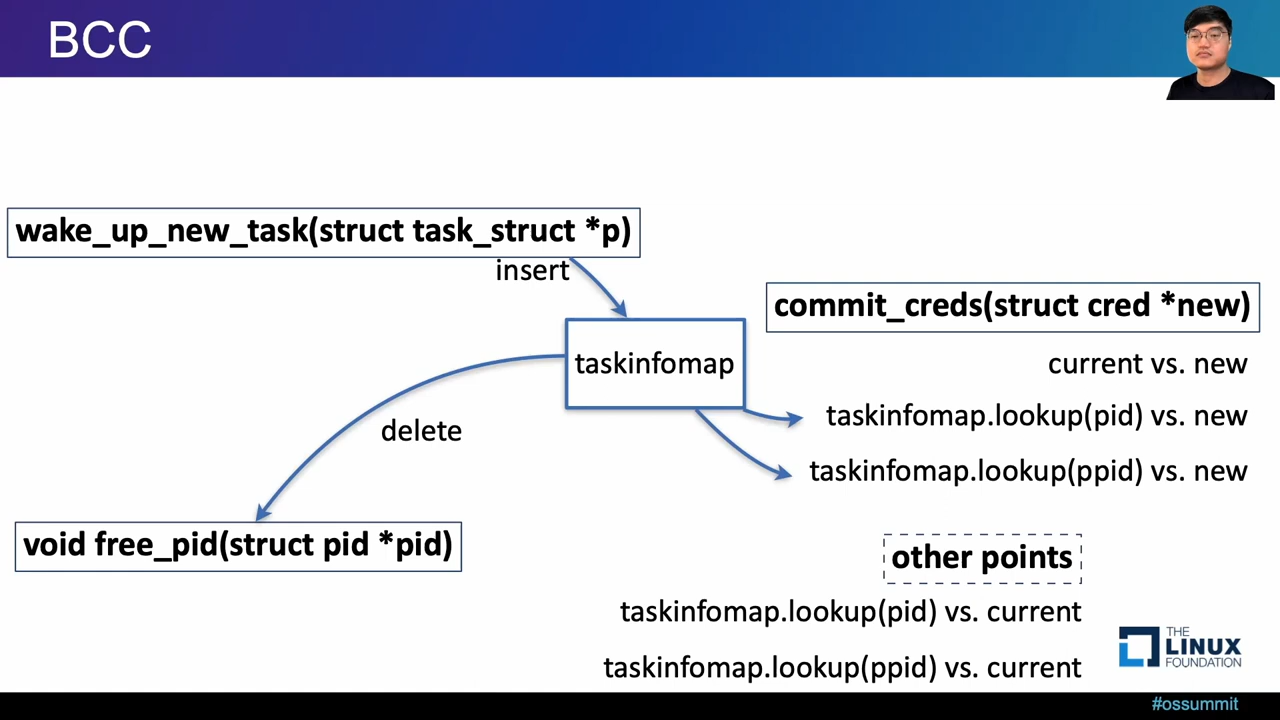 BCC
wake_up_new_task(struct task_struct *p)
insert
commit_creds(struct cred *new)
taskinfomap
current vs. new
taskinfomap.lookup(pid) vs. new
delete
taskinfomap.lookup(ppid) vs. new
void free_pid(struct pid *pid)
other points
taskinfomap.lookup(pid) vs. current
taskinfomap.lookup(ppid) vs. current
THE
LINUX
FOUNDATION
#ossummit